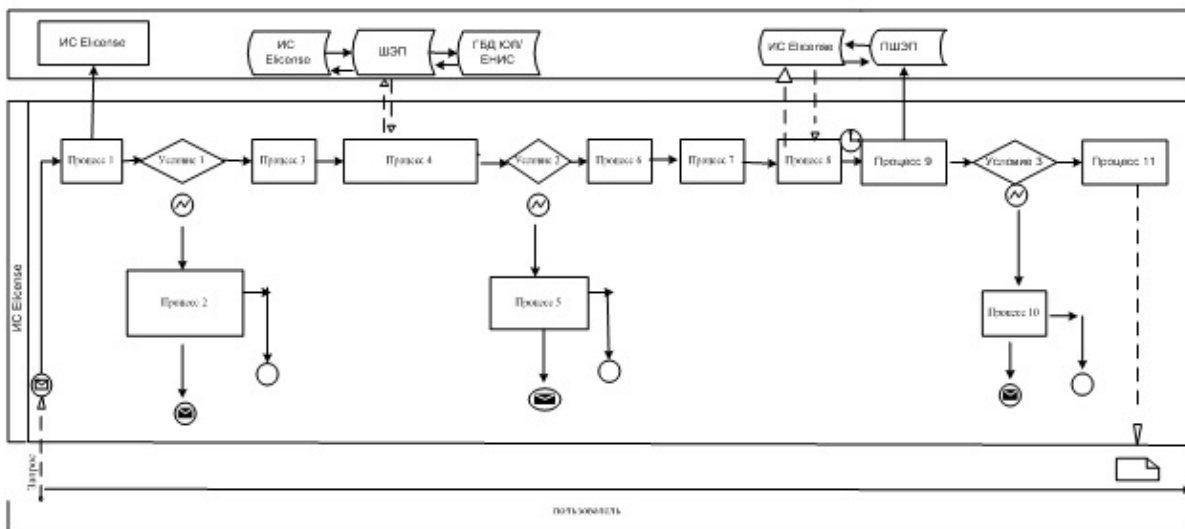 ИС Elicense
ИС
Elicense
ШЭП
ГБД ЮЛ/
ЕНИС
ИС Elicense
ПШЭП
Процесс 1
Условие 1
Процесс 3
Процесс 4
Условие 2
Процесс 6
Процесс 7
Процесс 8
Процесс 9
Условие 3
Процесс 11
Процесс 2
Процесс 5
Процесс 10
ИС Elicense
Запрос
пользователь